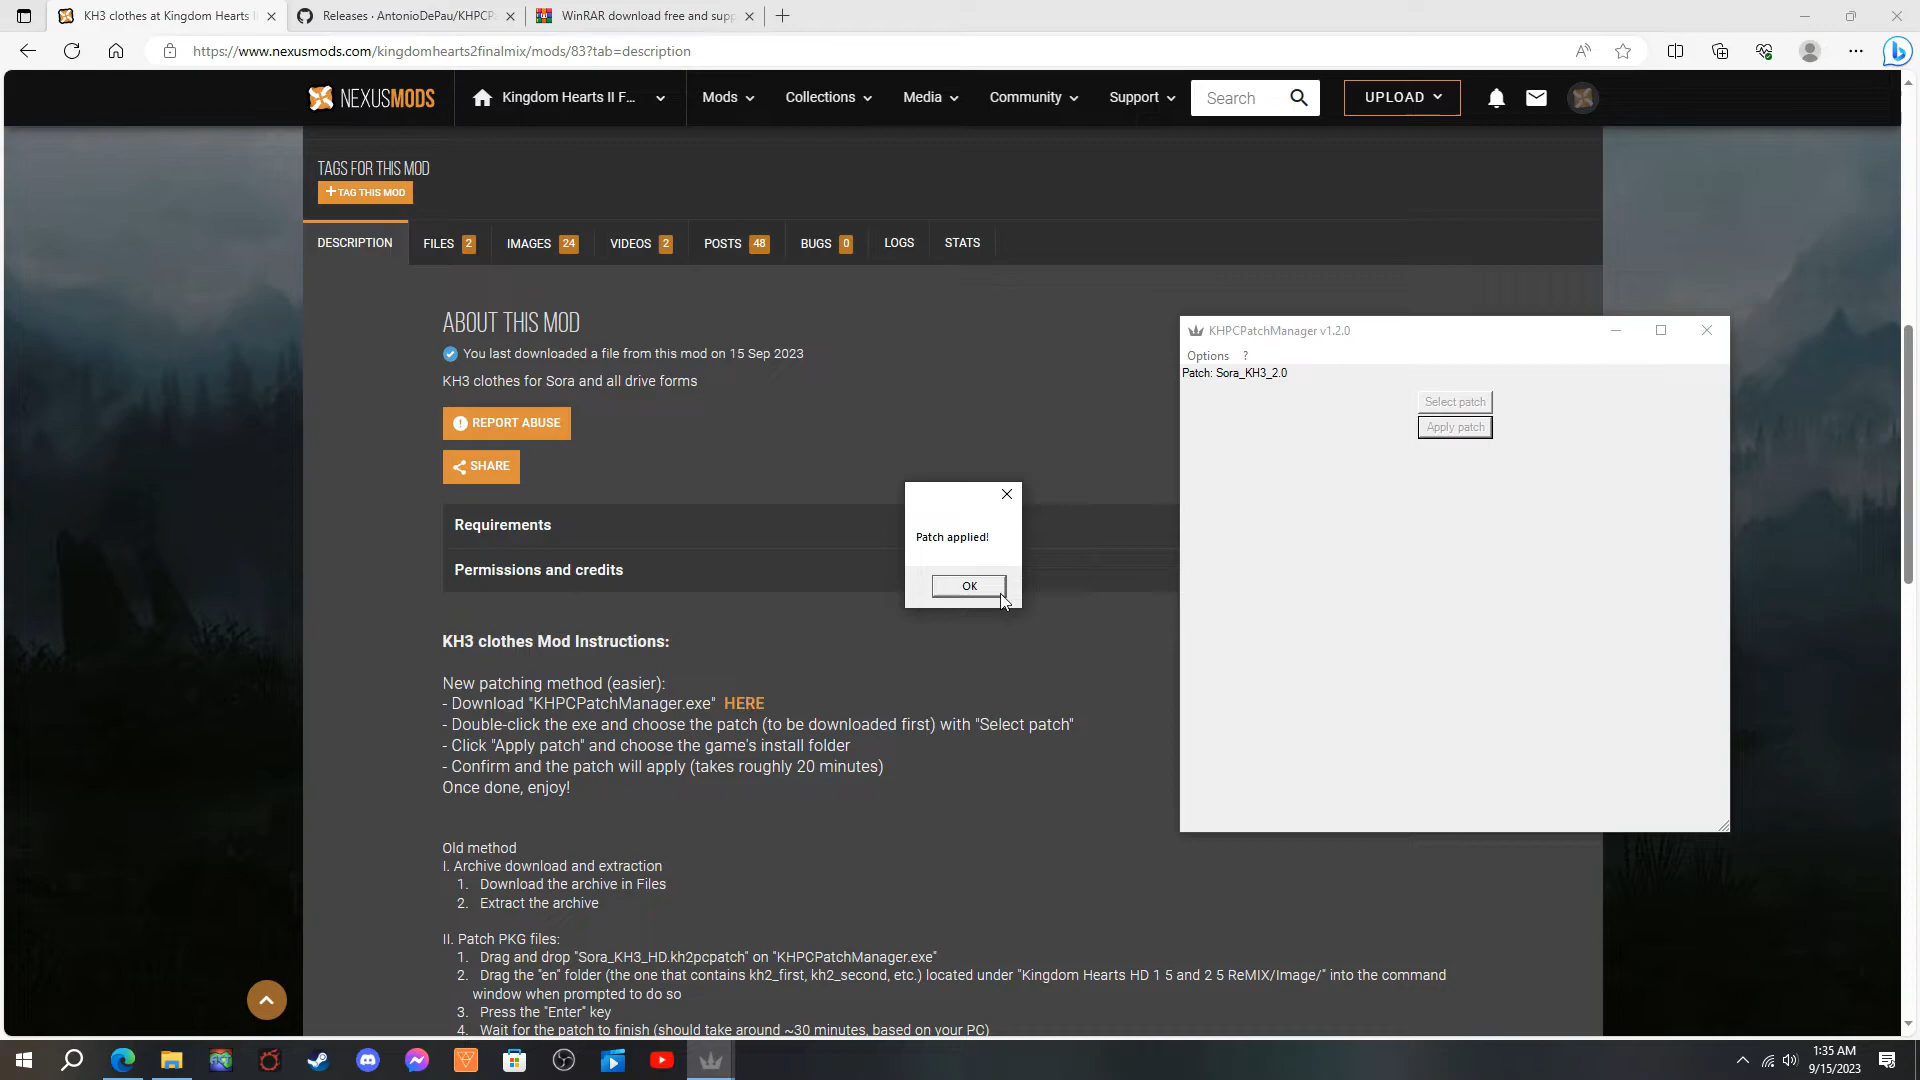 KH3 clothes at Kingdom Hearts I
Releases · AntonioDePau/KHPCP
WinRAR download free and supp
https://www.nexusmods.com/kingdomhearts2finalmix/mods/83?tab=description
NEXUSMODS
Kingdom Hearts II F...
Mods
Collections
Media
Community
Support
Search
UPLOAD
TAGS FOR THIS MOD
+ TAG THIS MOD
DESCRIPTION
FILES 2
IMAGES 24
VIDEOS 2
POSTS 48
BUGS 0
LOGS
STATS
ABOUT THIS MOD
You last downloaded a file from this mod on 15 Sep 2023
KH3 clothes for Sora and all drive forms
REPORT ABUSE
SHARE
Requirements
Permissions and credits
KH3 clothes Mod Instructions:
New patching method (easier):
- Download "KHPCPatchManager.exe" HERE
- Double-click the exe and choose the patch (to be downloaded first) with "Select patch"
- Click "Apply patch" and choose the game's install folder
- Confirm and the patch will apply (takes roughly 20 minutes)
Once done, enjoy!
Old method
I. Archive download and extraction
1. Download the archive in Files
2. Extract the archive
II. Patch PKG files:
1. Drag and drop "Sora_KH3_HD.kh2pcpatch" on "KHPCPatchManager.exe"
2. Drag the "en" folder (the one that contains kh2_first, kh2_second, etc.) located under "Kingdom Hearts HD 1 5 and 2 5 ReMIX/Image/" into the command
window when prompted to do so
3. Press the "Enter" key
4. Wait for the patch to finish (should take around ~30 minutes, based on your PC)
Patch applied!
OK
KHPCPatchManager v1.2.0
Options ?
Patch: Sora_KH3_2.0
Select patch
Apply patch
1:35 AM
9/15/2023